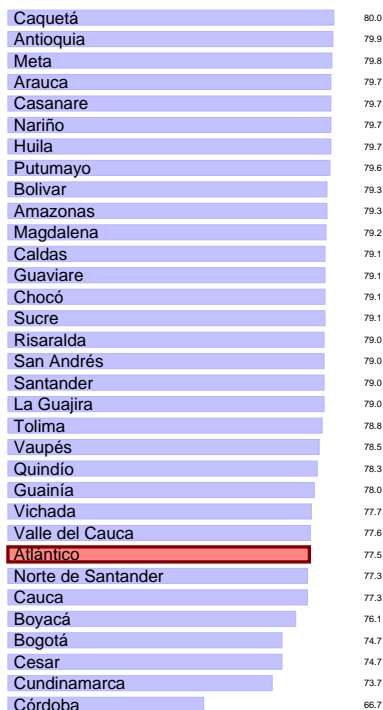 Caquetá 80.0
Antioquia 79.9
Meta 79.8
Arauca 79.7
Casanare 79.7
Nariño 79.7
Huila 79.7
Putumayo 79.6
Bolivar 79.3
Amazonas 79.3
Magdalena 79.2
Caldas 79.1
Guaviare 79.1
Chocó 79.1
Sucre 79.1
Risaralda 79.0
San Andrés 79.0
Santander 79.0
La Guajira 79.0
Tolima 78.8
Vaupés 78.5
Quindío 78.3
Guainía 78.0
Vichada 77.7
Valle del Cauca 77.6
Atlántico 77.5
Norte de Santander 77.3
Cauca 77.3
Boyacá 76.1
Bogotá 74.7
Cesar 74.7
Cundinamarca 73.7
Córdoba 66.7